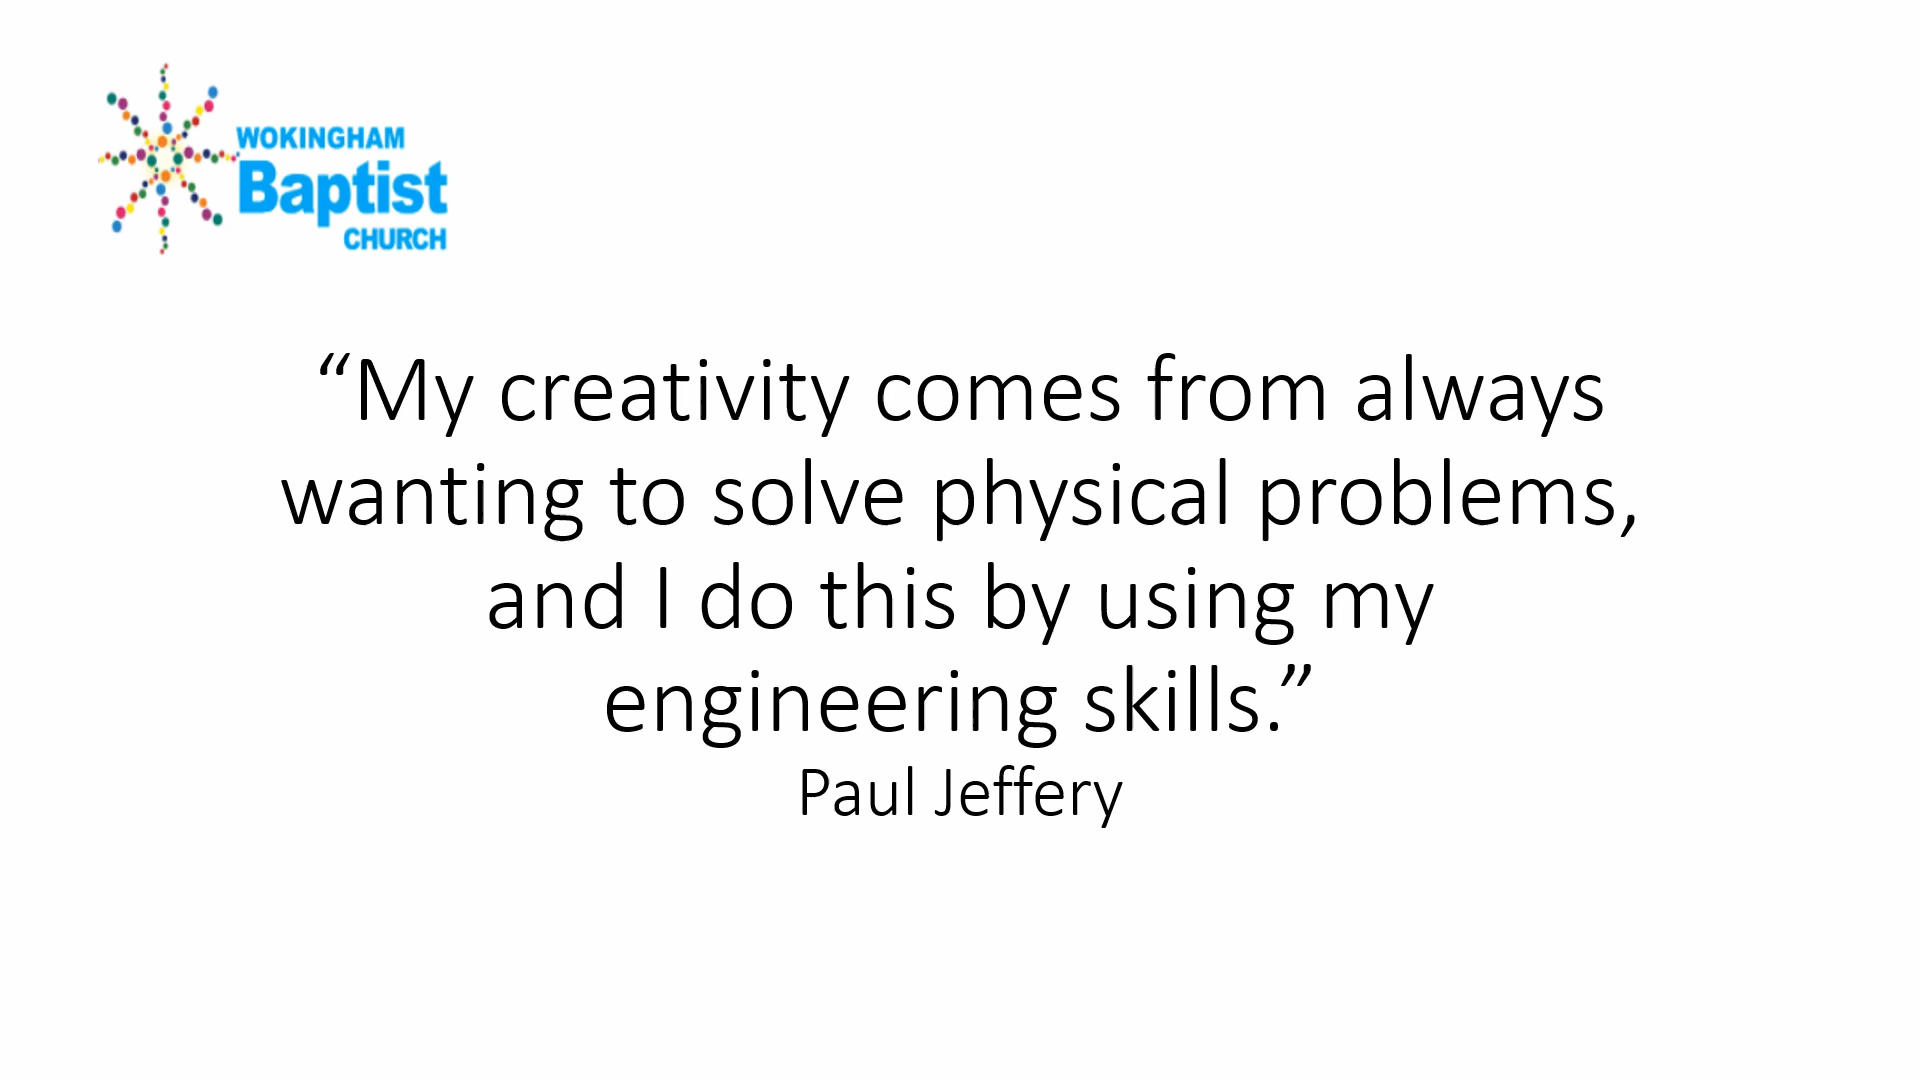 WOKINGHAM
Baptist
CHURCH
“My creativity comes from always
wanting to solve physical problems,
and I do this by using my
engineering skills.”
Paul Jeffery